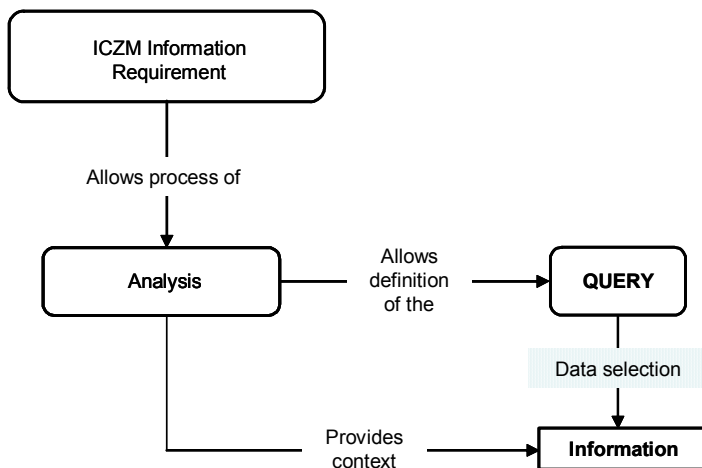 ICZM Information
Requirement
Allows process of
Analysis
Allows
definition
of the
QUERY
Data selection
Provides
context
Information